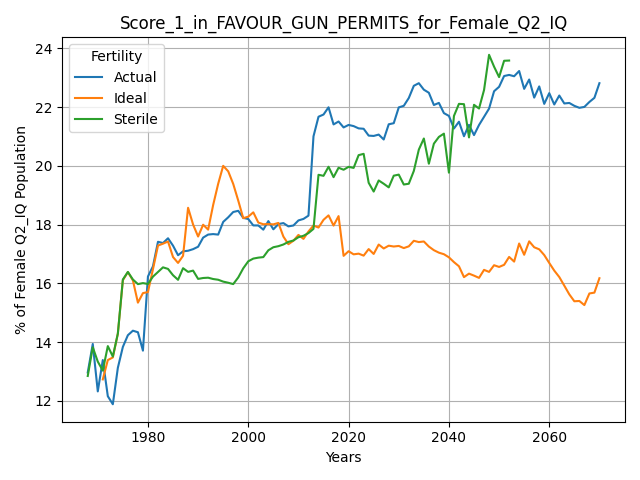 Score_1_in_FAVOUR_GUN_PERMITS_for_Female_Q2_IQ
Fertility
Actual
Ideal
Sterile
% of Female Q2_IQ Population
24
22
20
18
16
14
12
1980
2000
2020
2040
2060
Years